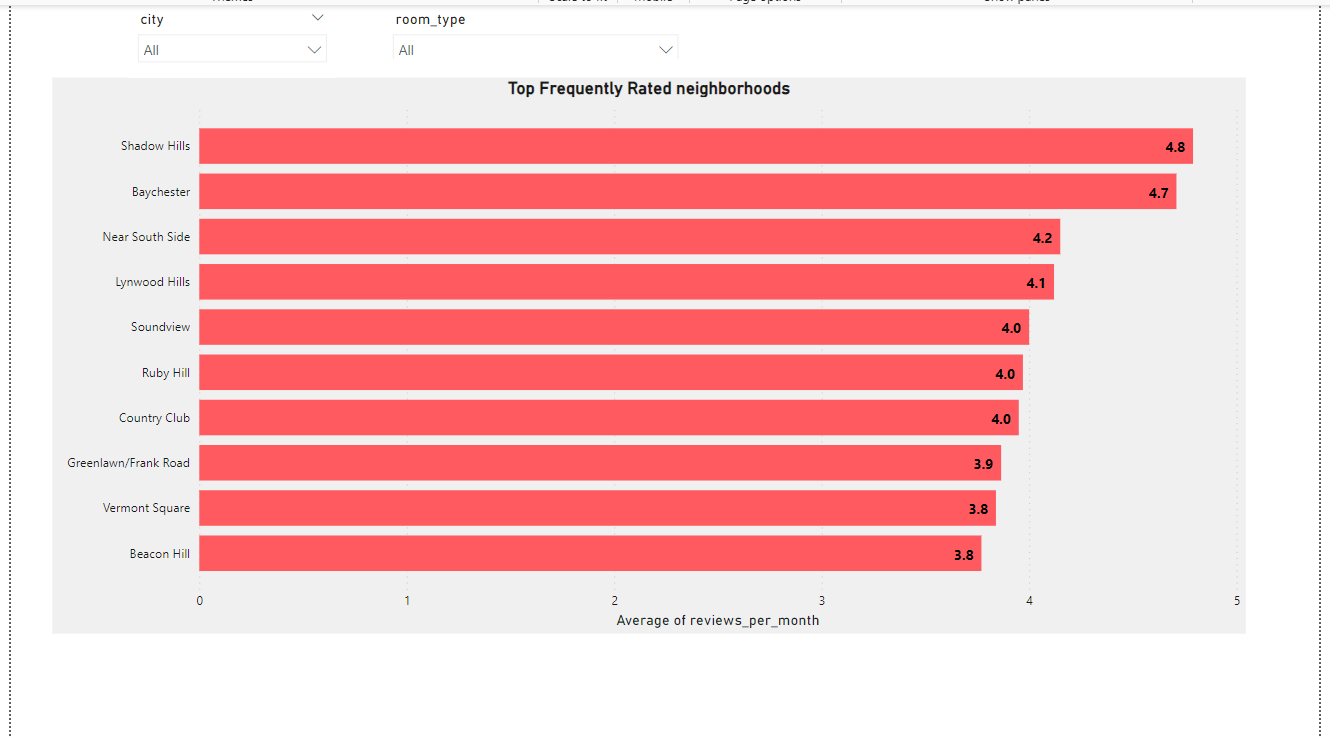 city
room_type
All
All
Top Frequently Rated neighborhoods
Shadow Hills 4.8
Baychester 4.7
Near South Side 4.2
Lynwood Hills 4.1
Soundview 4.0
Ruby Hill 4.0
Country Club 4.0
Greenlawn/Frank Road 3.9
Vermont Square 3.8
Beacon Hill 3.8
0 1 2 3 4 5
Average of reviews_per_month